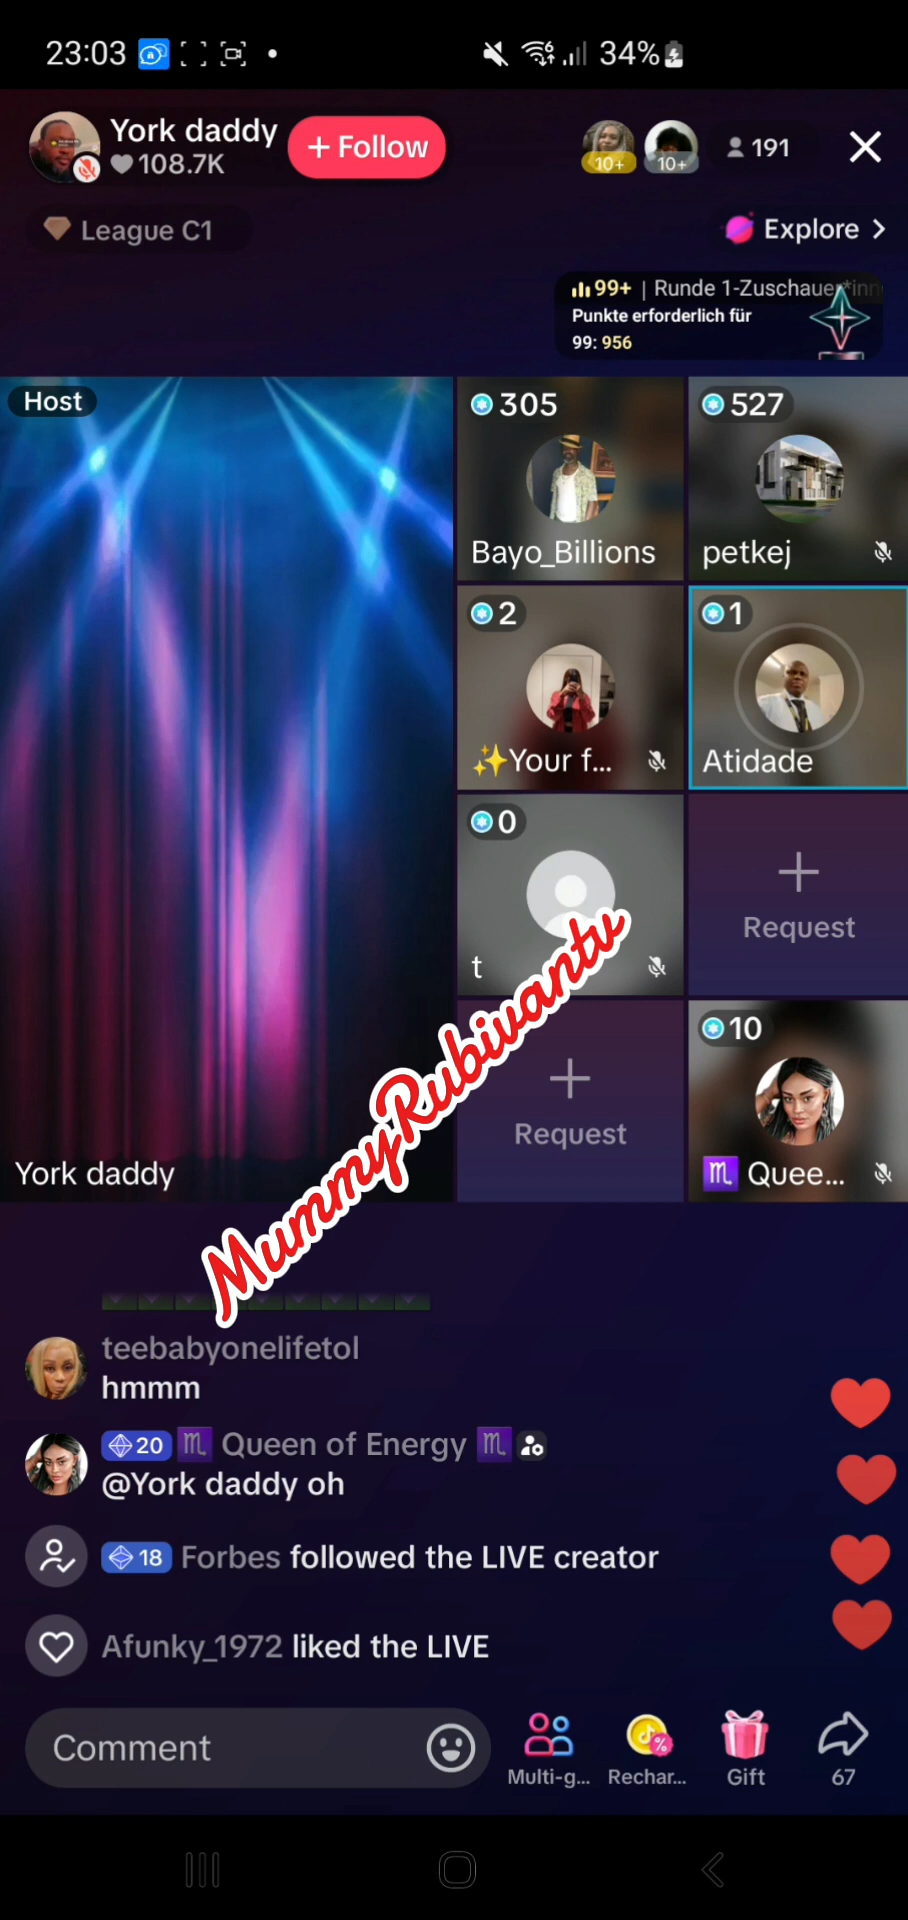 23:03 34%
York daddy
+ Follow
108.7K
10+
10+
191
League C1
Explore >
99+ | Runde 1-Zuschauer*inn
Punkte erforderlich für
99: 956
Host
York daddy
305
Bayo_Billions
527
petkej
2
✨Your f...
1
Atidade
0
t
+
Request
+
Request
10
♏ Quee...
MummyRubivantv
teebabyonelifetol
hmmm
20 ♏ Queen of Energy ♏
@York daddy oh
18 Forbes followed the LIVE creator
Afunky_1972 liked the LIVE
Comment
Multi-g...
Rechar...
Gift
67